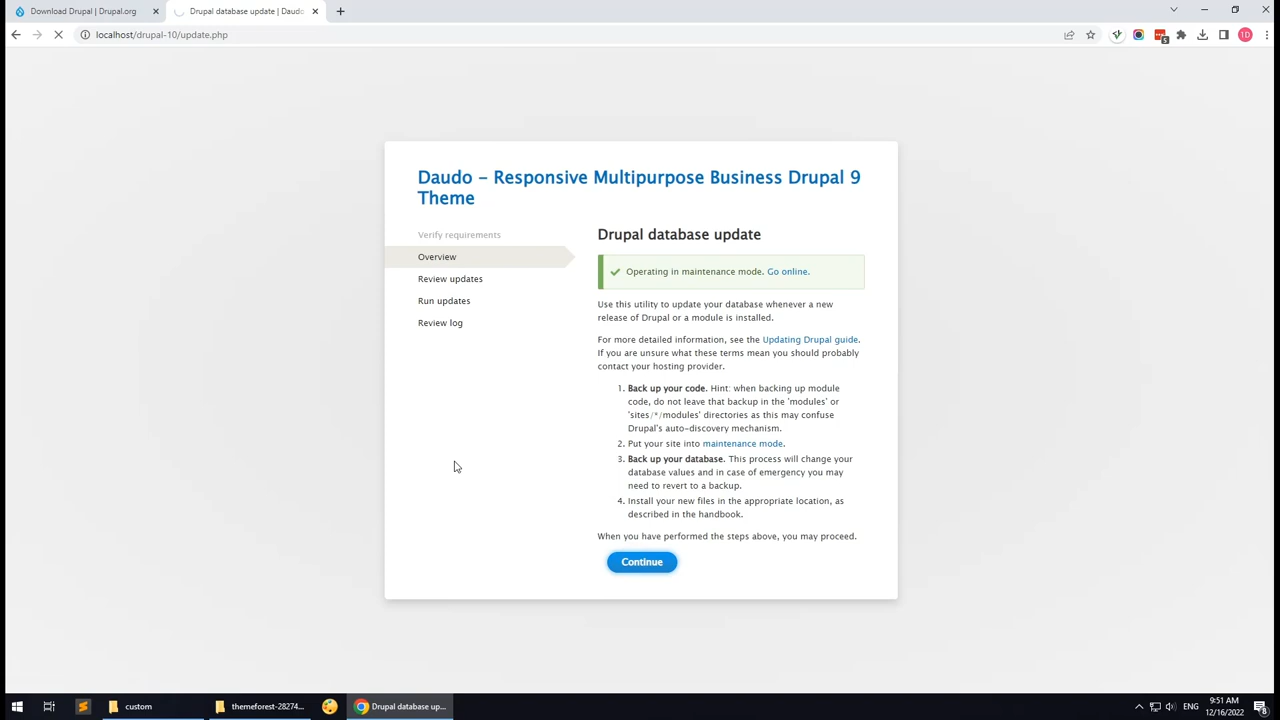 Download Drupal | Drupal.org
Drupal database update | Daudo
localhost/drupal-10/update.php
5
TD
Daudo - Responsive Multipurpose Business Drupal 9
Theme
Verify requirements
Overview
Review updates
Run updates
Review log
Drupal database update
Operating in maintenance mode. Go online.
Use this utility to update your database whenever a new
release of Drupal or a module is installed.
For more detailed information, see the Updating Drupal guide.
If you are unsure what these terms mean you should probably
contact your hosting provider.
1. Back up your code. Hint: when backing up module
code, do not leave that backup in the 'modules' or
'sites/*/modules' directories as this may confuse
Drupal's auto-discovery mechanism.
2. Put your site into maintenance mode.
3. Back up your database. This process will change your
database values and in case of emergency you may
need to revert to a backup.
4. Install your new files in the appropriate location, as
described in the handbook.
When you have performed the steps above, you may proceed.
Continue
custom
themeforest-28274...
Drupal database up...
ENG
9:51 AM
12/16/2022
8